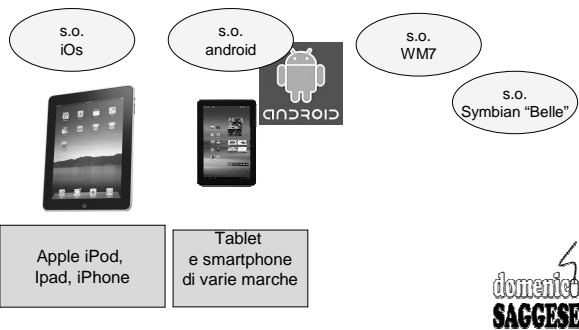 s.o.
iOs
s.o.
android
s.o.
WM7
s.o.
Symbian “Belle”
ANDROID
Apple iPod,
Ipad, iPhone
Tablet
e smartphone
di varie marche
domenico
SAGGESE